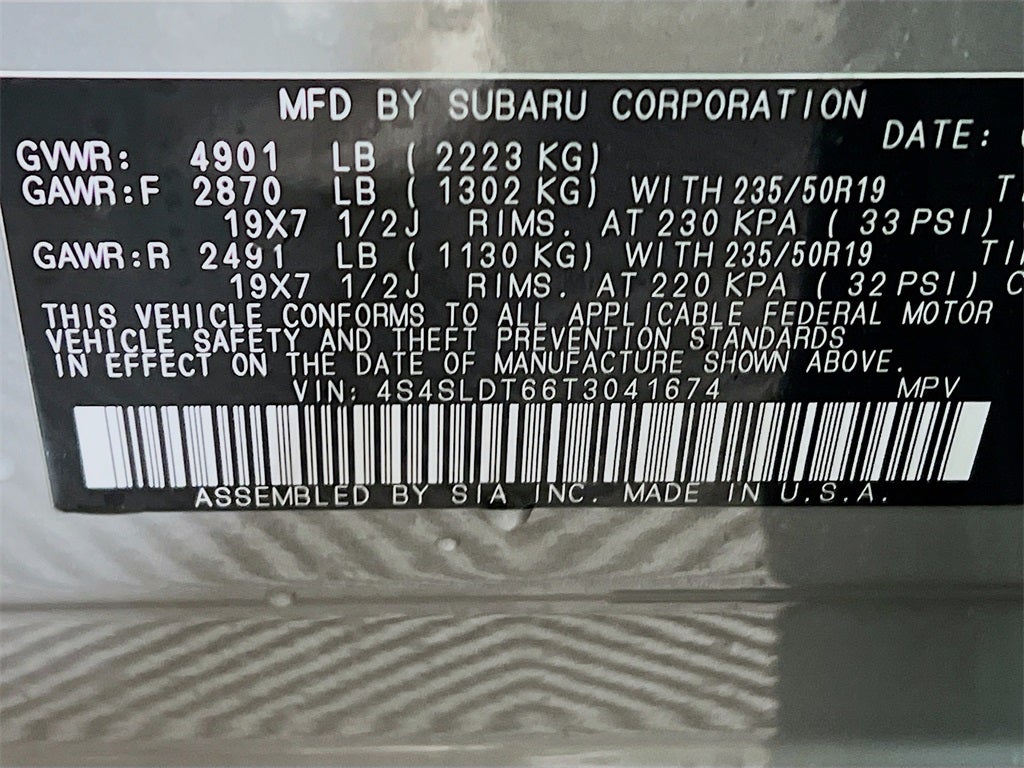 MFD BY SUBARU CORPORATION
DATE:
GVWR: 4901 LB ( 2223 KG)
GAWR:F 2870 LB ( 1302 KG) WITH 235/50R19
19X7 1/2J RIMS. AT 230 KPA ( 33 PSI)
GAWR:R 2491 LB ( 1130 KG) WITH 235/50R19
19X7 1/2J RIMS. AT 220 KPA ( 32 PSI) C
THIS VEHICLE CONFORMS TO ALL APPLICABLE FEDERAL MOTOR
VEHICLE SAFETY AND THEFT PREVENTION STANDARDS
IN EFFECT ON THE DATE OF MANUFACTURE SHOWN ABOVE.
VIN: 4S4SLDT66T3041674 MPV
ASSEMBLED BY SIA INC. MADE IN U.S.A.